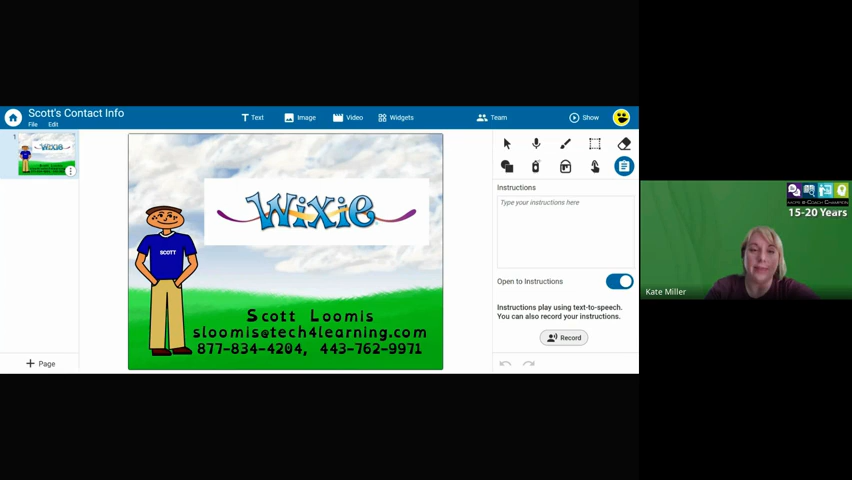 Scott's Contact Info
File Edit
Text Image Video Widgets Team Show
1
Wixie
SCOTT
Scott Loomis
sloomis@tech4learning.com
877-834-4204, 443-762-9971
Instructions
Type your instructions here
Open to Instructions
Instructions play using text-to-speech.
You can also record your instructions.
Record
+ Page
15-20 Years
Kate Miller